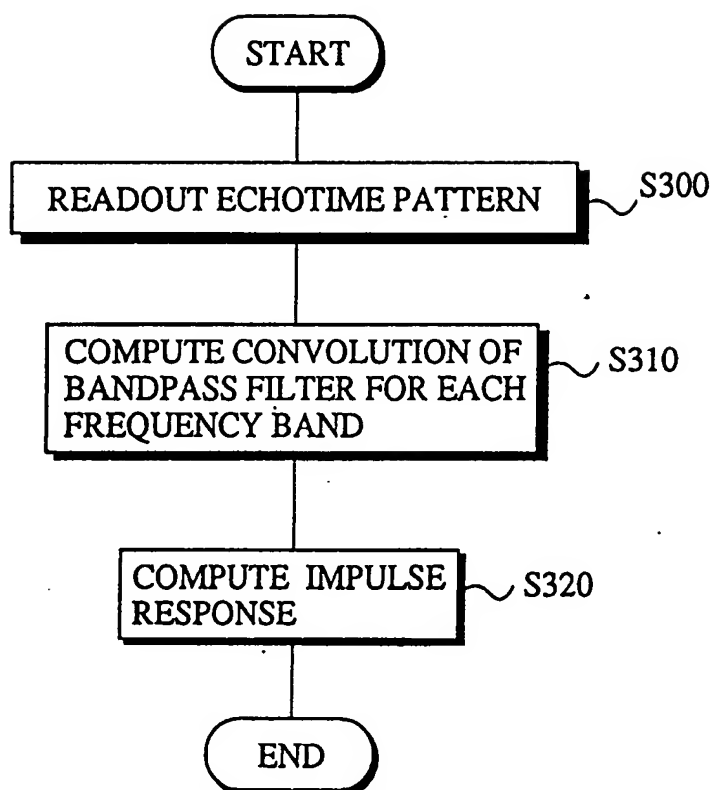 START
READOUT ECHOTIME PATTERN
S300
COMPUTE CONVOLUTION OF
BANDPASS FILTER FOR EACH
FREQUENCY BAND
S310
COMPUTE IMPULSE
RESPONSE
S320
END